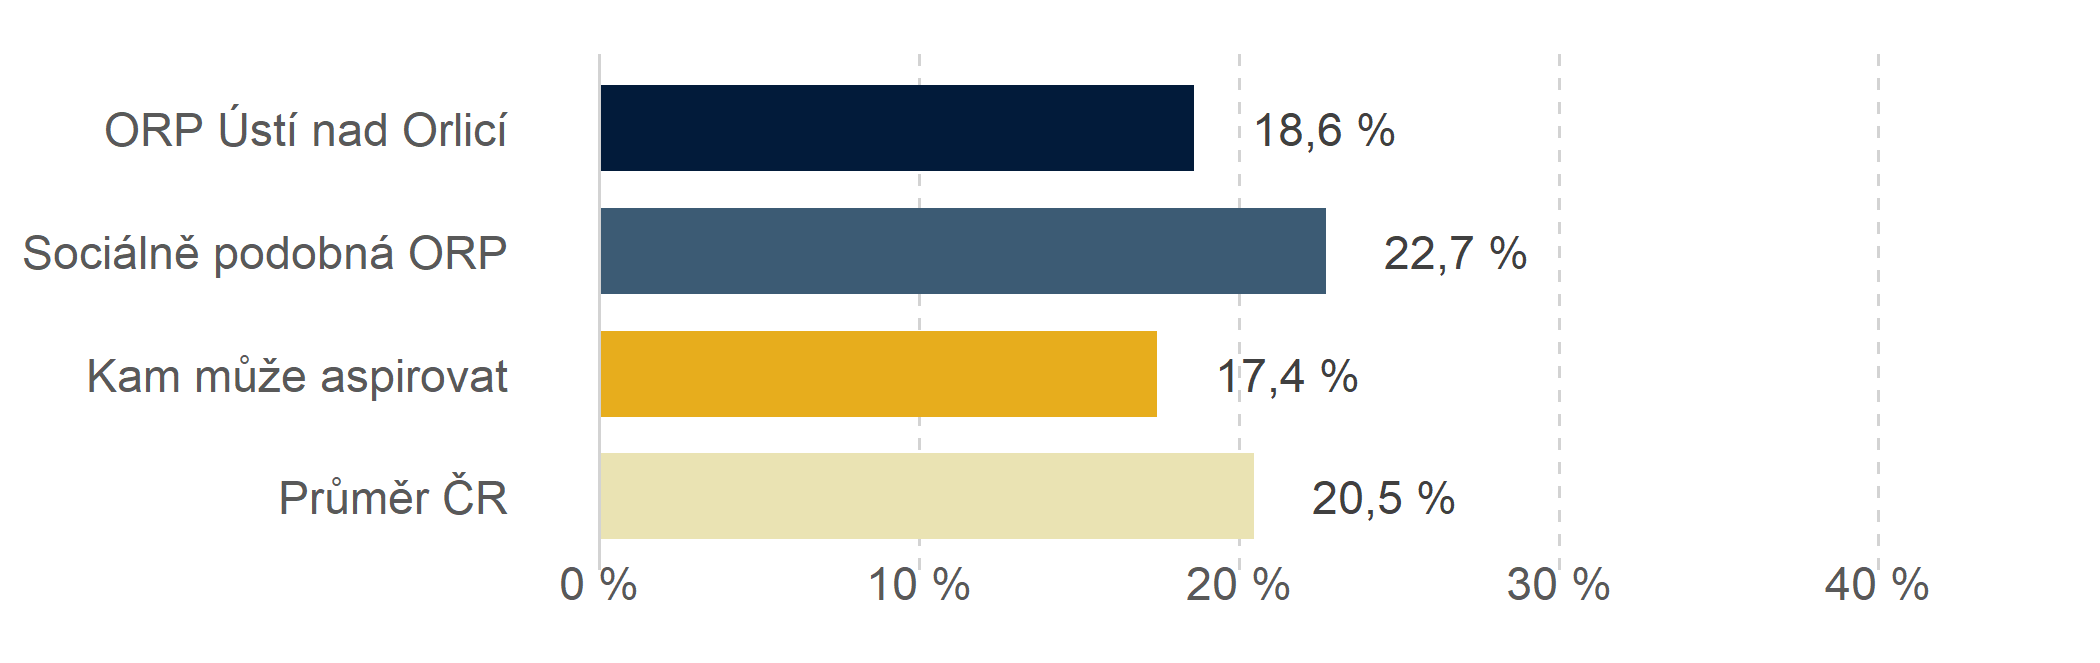 ORP Ústí nad Orlicí 18,6 %
Sociálně podobná ORP 22,7 %
Kam může aspirovat 17,4 %
Průměr ČR 20,5 %
0 % 10 % 20 % 30 % 40 %